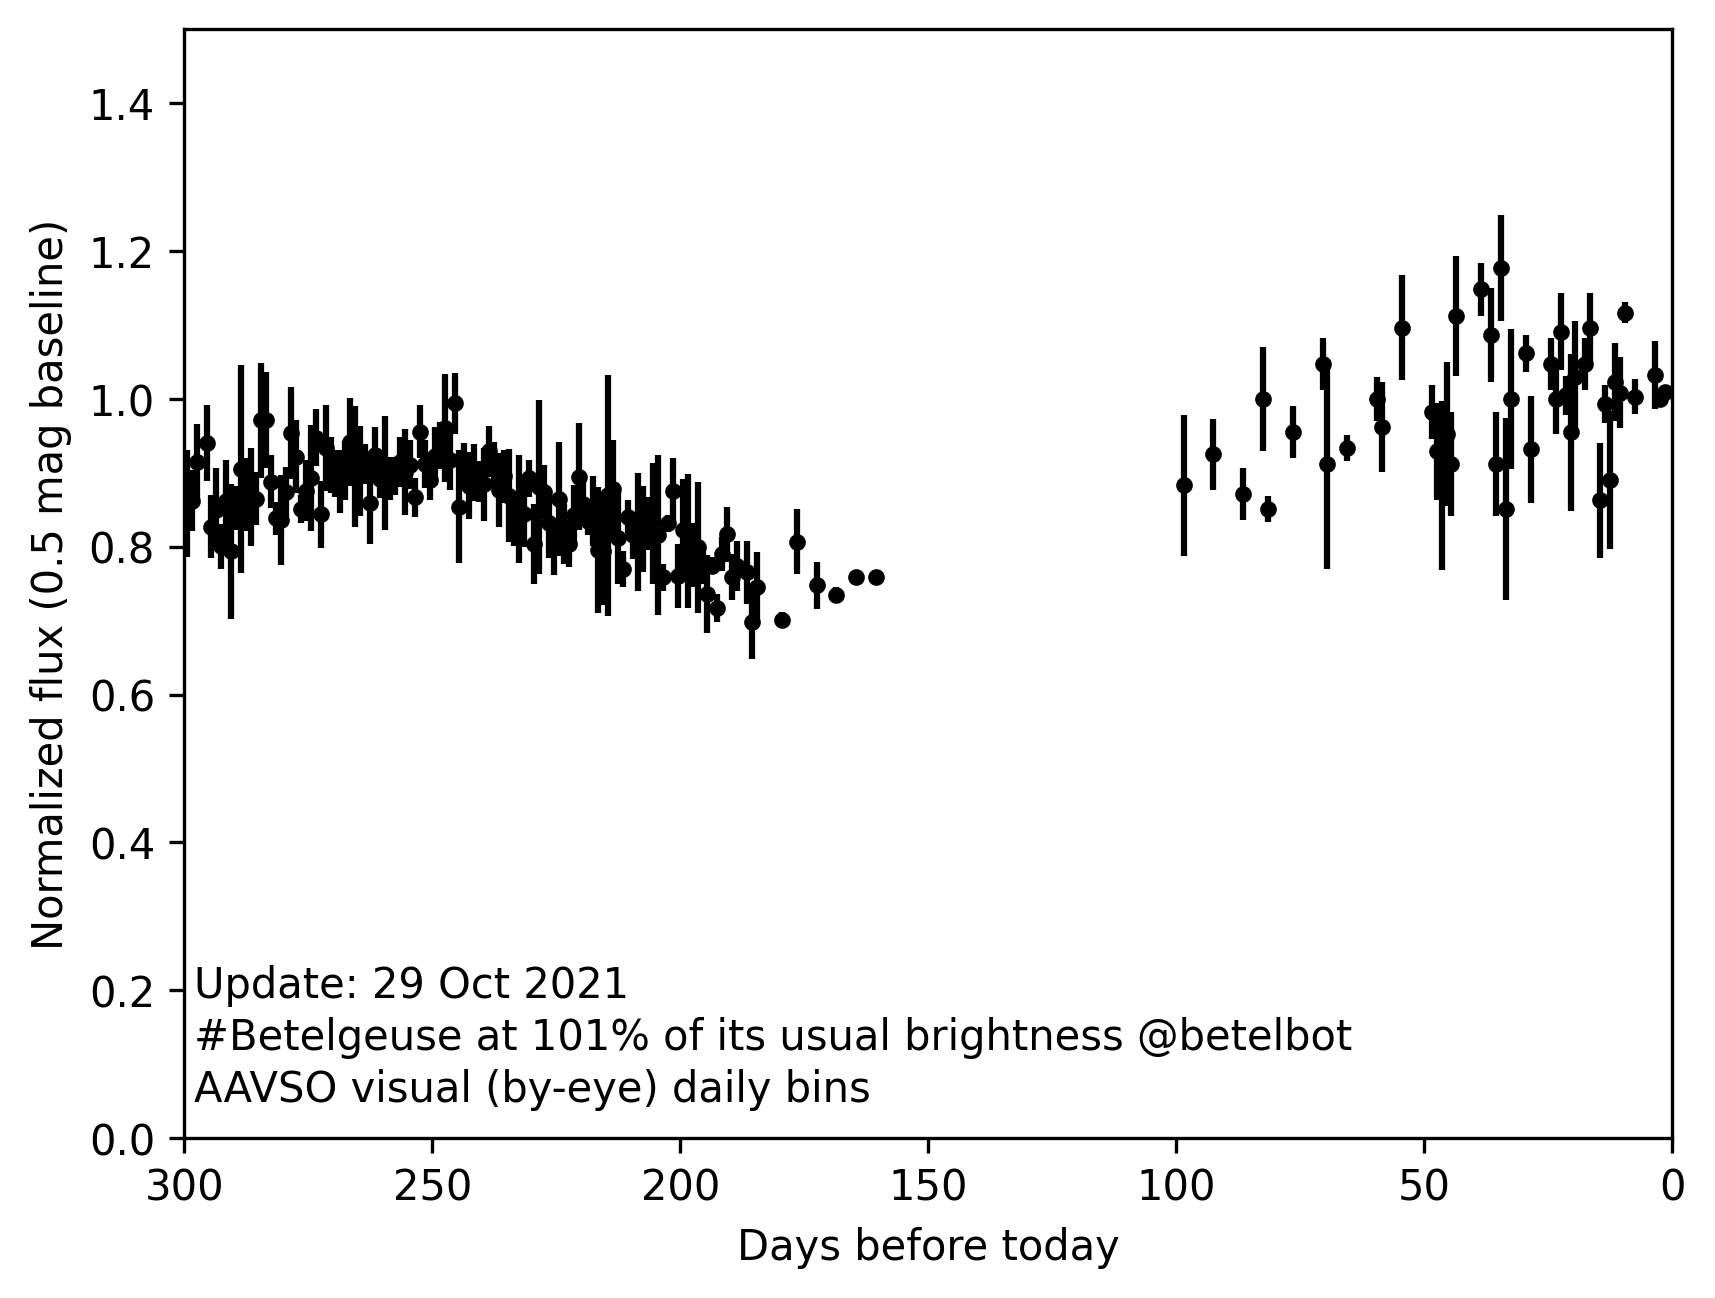 1.4
1.2
1.0
0.8
0.6
0.4
0.2
0.0
Normalized flux (0.5 mag baseline)
Update: 29 Oct 2021
#Betelgeuse at 101% of its usual brightness @betelbot
AAVSO visual (by-eye) daily bins
300 250 200 150 100 50 0
Days before today